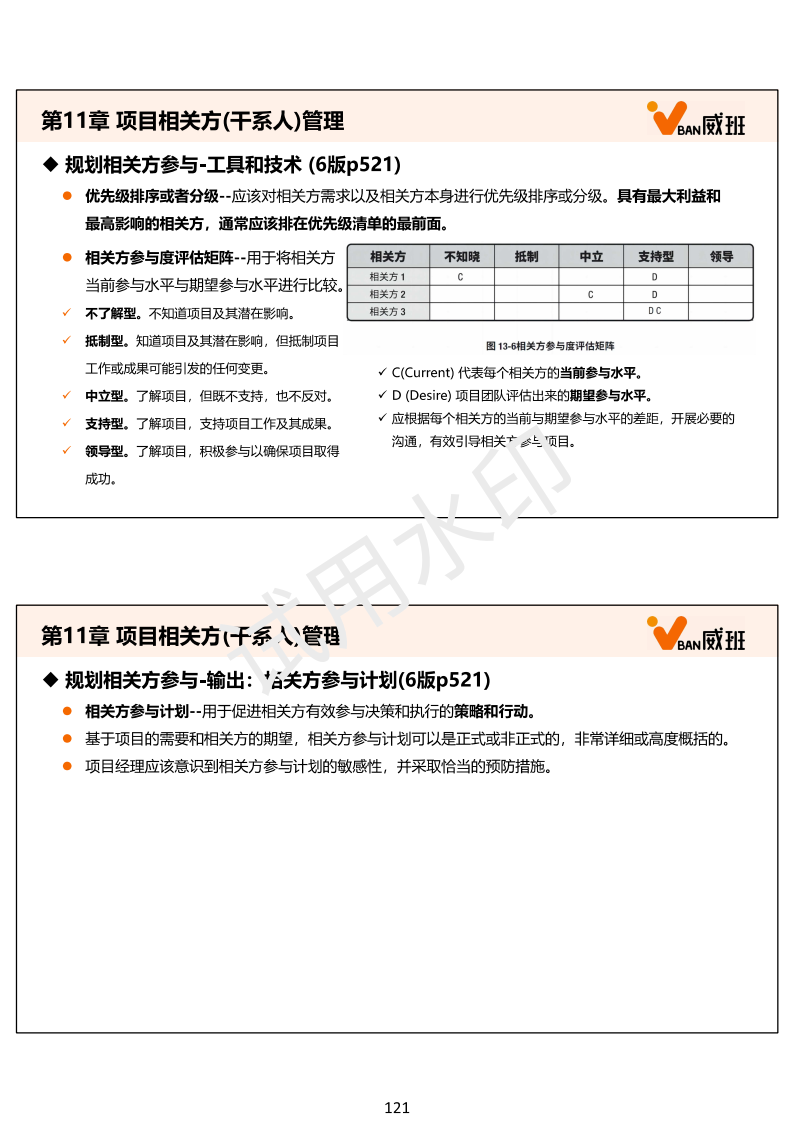 第11章 项目相关方(干系人)管理
BAN威班
◆ 规划相关方参与-工具和技术 (6版p521)
● 优先级排序或者分级--应该对相关方需求以及相关方本身进行优先级排序或分级。具有最大利益和
最高影响的相关方，通常应该排在优先级清单的最前面。
● 相关方参与度评估矩阵--用于将相关方
当前参与水平与期望参与水平进行比较。
✓ 不了解型。不知道项目及其潜在影响。
✓ 抵制型。知道项目及其潜在影响，但抵制项目
工作或成果可能引发的任何变更。
✓ 中立型。了解项目，但既不支持，也不反对。
✓ 支持型。了解项目，支持项目工作及其成果。
✓ 领导型。了解项目，积极参与以确保项目取得
成功。
相关方 不知晓 抵制 中立 支持型 领导
相关方 1 C D
相关方 2 C D
相关方 3 D C
图 13-6相关方参与度评估矩阵
✓ C(Current) 代表每个相关方的当前参与水平。
✓ D (Desire) 项目团队评估出来的期望参与水平。
✓ 应根据每个相关方的当前与期望参与水平的差距，开展必要的
沟通，有效引导相关方参与项目。
试用水印
第11章 项目相关方(干系人)管理
BAN威班
◆ 规划相关方参与-输出：相关方参与计划(6版p521)
● 相关方参与计划--用于促进相关方有效参与决策和执行的策略和行动。
● 基于项目的需要和相关方的期望，相关方参与计划可以是正式或非正式的，非常详细或高度概括的。
● 项目经理应该意识到相关方参与计划的敏感性，并采取恰当的预防措施。
121